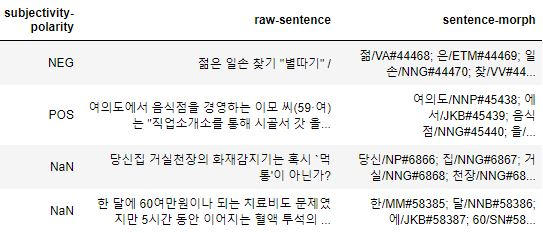 subjectivity-
polarity
raw-sentence
sentence-morph
NEG
젊은 일손 찾기 "별따기" /
젊/VA#44468; 은/ETM#44469; 일
손/NNG#44470; 찾/VV#44...
POS
여의도에서 음식점을 경영하는 이모 씨(59·여)
는 "직업소개소를 통해 시골서 갓 올...
여의도/NNP#45438; 에
서/JKB#45439; 음식
점/NNG#45440; 을/...
NaN
당신집 거실천장의 화재감지기는 혹시 `먹
통'이 아닌가?
당신/NP#6866; 집/NNG#6867; 거
실/NNG#6868; 천장/NNG#68...
NaN
한 달에 60여만원이나 되는 치료비도 문제였
지만 5시간 동안 이어지는 혈액 투석의 ...
한/MM#58385; 달/NNB#58386;
에/JKB#58387; 60/SN#58...